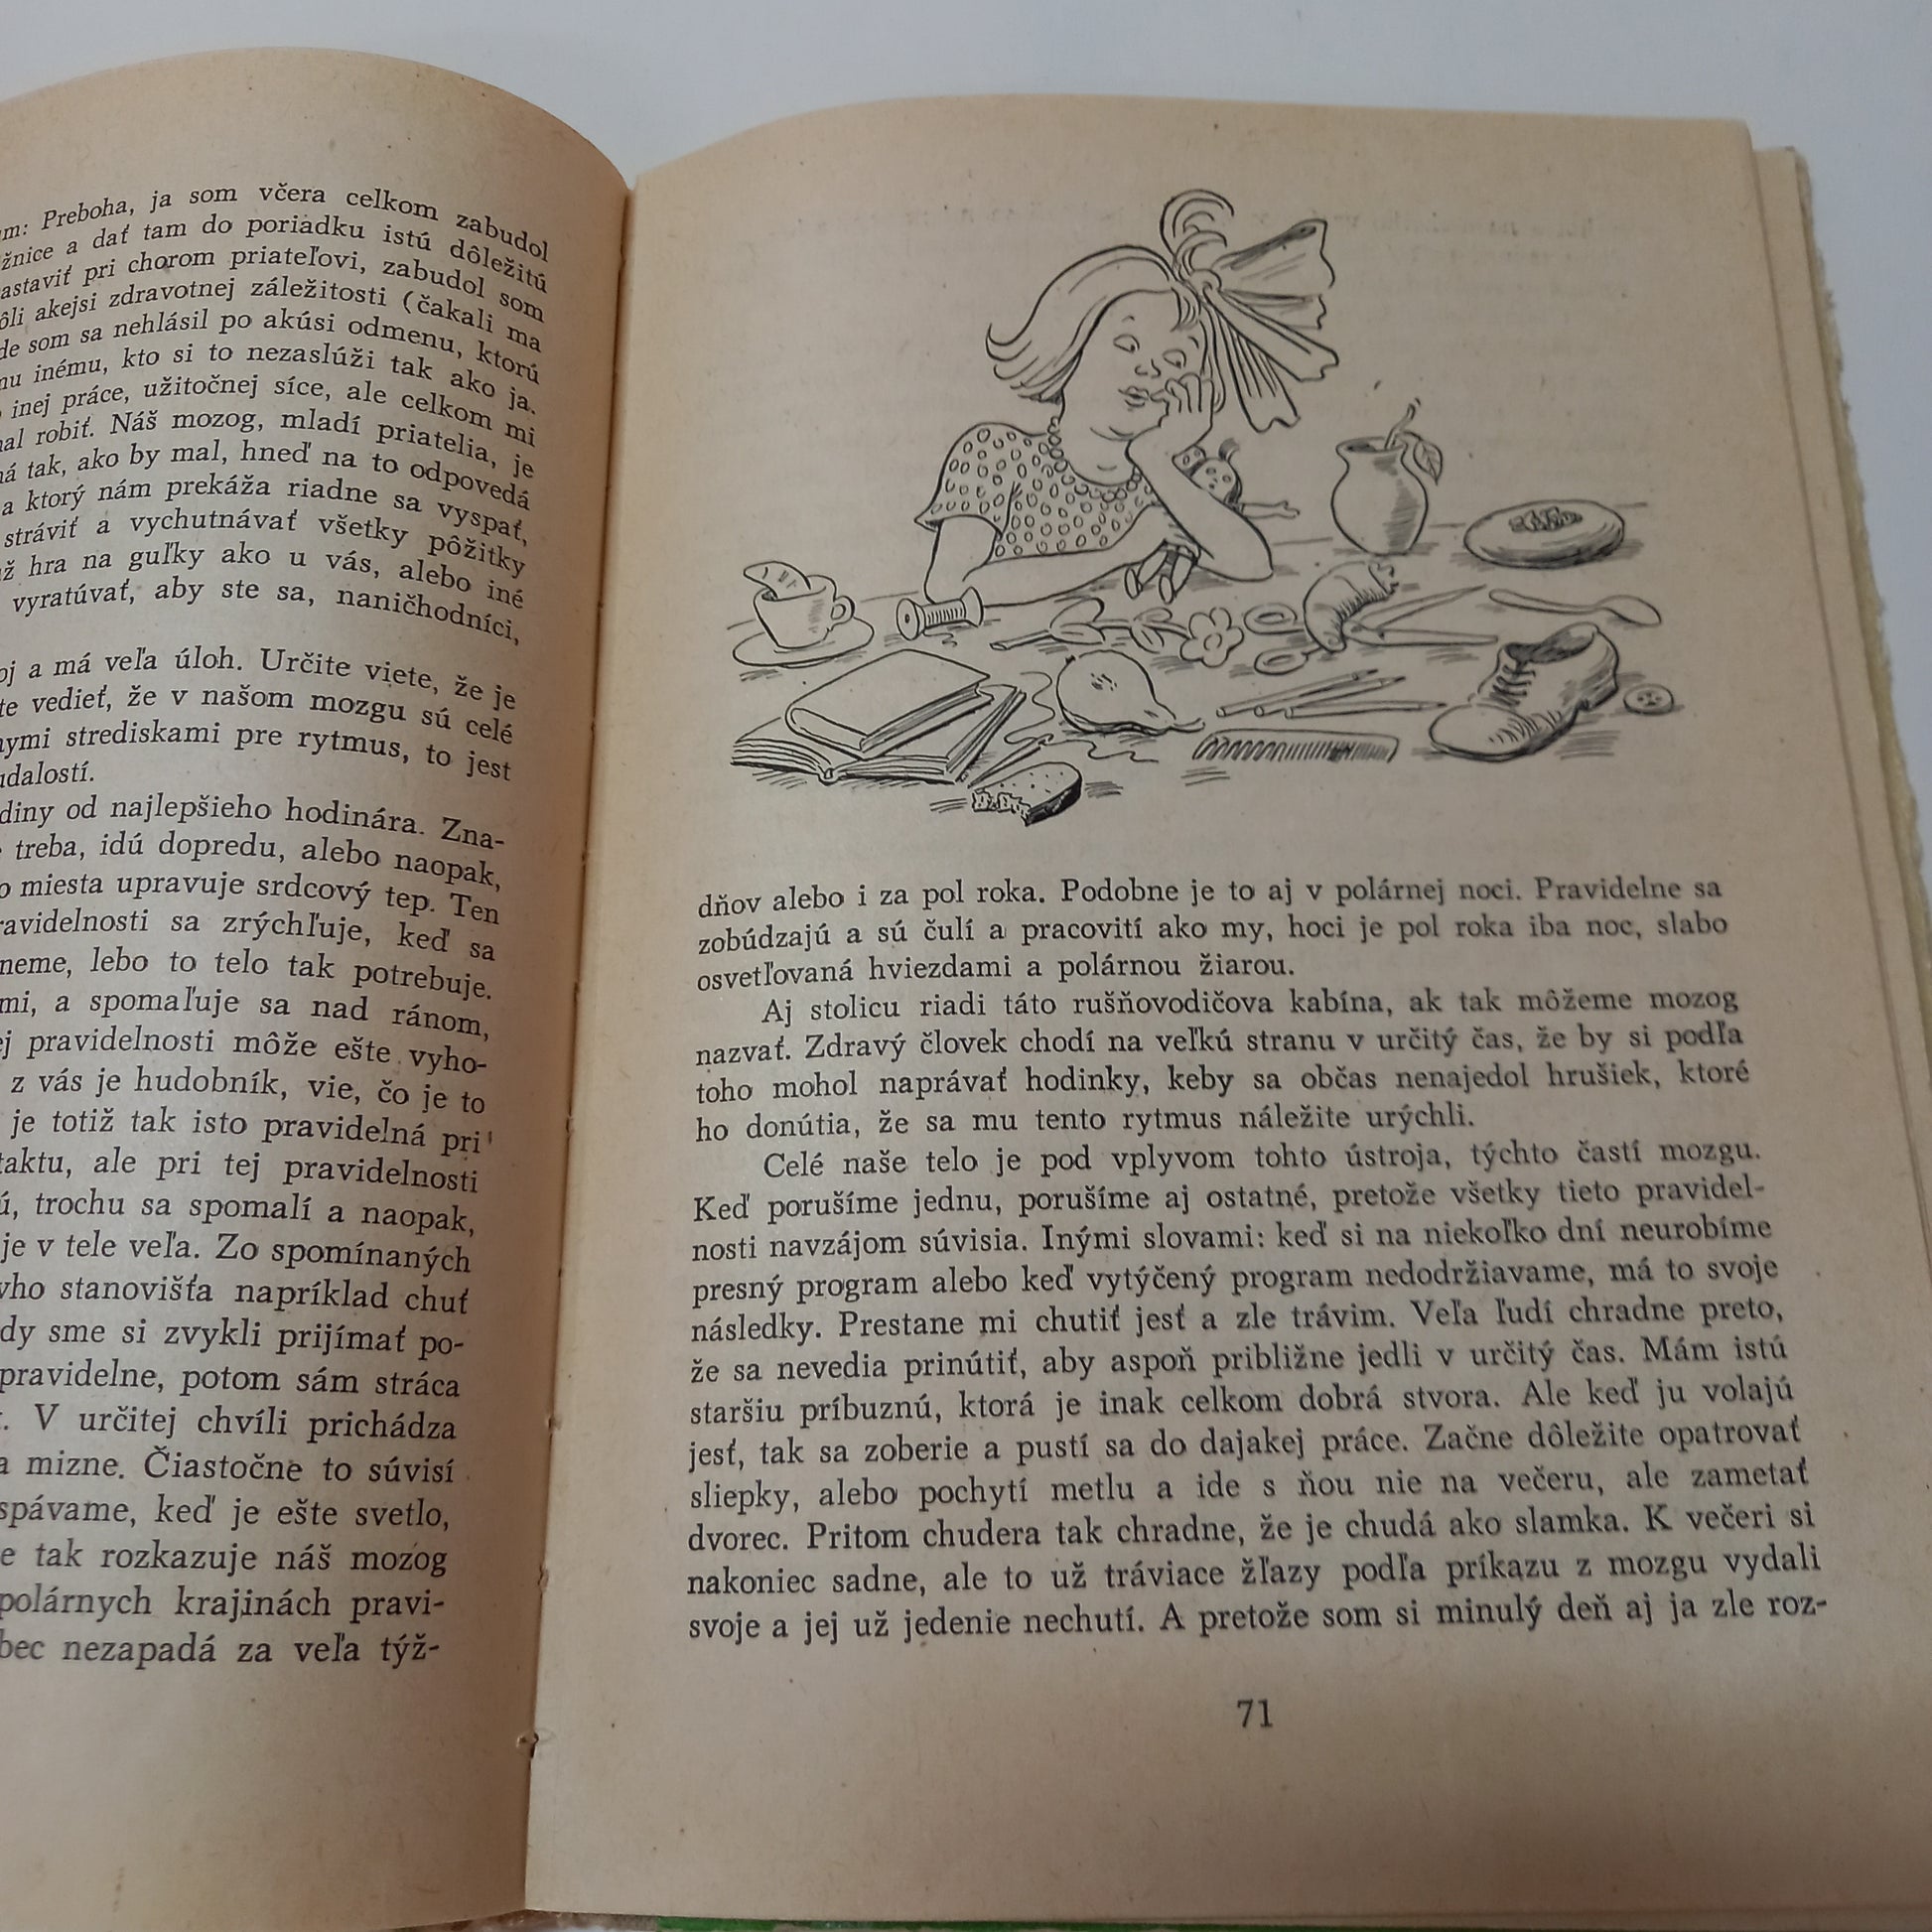 Preboha, ja som včera celkom zabudol
a dať tam do poriadku istú dôležitú
pri chorom priateľovi, zabudol som
akejsi zdravotnej záležitosti (čakali ma
som sa nehlásil po akúsi odmenu, ktorú
inému, kto si to nezaslúži tak ako ja.
inej práce, užitočnej síce, ale celkom mi
robiť. Náš mozog, mladí priatelia, je
tak, ako by mal, hneď na to odpovedá
a ktorý nám prekáža riadne sa vyspať,
stráviť a vychutnávať všetky pôžitky
hra na guľky ako u vás, alebo iné
vyratúvať, aby ste sa, naničhodníci,
a má veľa úloh. Určite viete, že je
vedieť, že v našom mozgu sú celé
strediskami pre rytmus, to jest
od najlepšieho hodinára. Zna-
treba, idú dopredu, alebo naopak,
miesta upravuje srdcový tep. Ten
sa zrýchľuje, keď sa
lebo to telo tak potrebuje.
a spomaľuje sa nad ránom,
pravidelnosti môže ešte vyho-
z vás je hudobník, vie, čo je to
je totiž tak isto pravidelná pri
ale pri tej pravidelnosti
trochu sa spomalí a naopak,
je v tele veľa. Zo spomínaných
stanovišťa napríklad chuť
sme si zvykli prijímať po-
pravidelne, potom sám stráca
V určitej chvíli prichádza
mizne. Čiastočne to súvisí
keď je ešte svetlo,
tak rozkazuje náš mozog
polárnych krajinách pravi-
nezapadá za veľa týž-
dňov alebo i za pol roka. Podobne je to aj v polárnej noci. Pravidelne sa
zobúdzajú a sú čulí a pracovití ako my, hoci je pol roka iba noc, slabo
osvetľovaná hviezdami a polárnou žiarou.
Aj stolicu riadi táto rušňovodičova kabína, ak tak môžeme mozog
nazvať. Zdravý človek chodí na veľkú stranu v určitý čas, že by si podľa
toho mohol naprávať hodinky, keby sa občas nenajedol hrušiek, ktoré
ho donútia, že sa mu tento rytmus náležite urýchli.
Celé naše telo je pod vplyvom tohto ústroja, týchto častí mozgu.
Keď porušíme jednu, porušíme aj ostatné, pretože všetky tieto pravidel-
nosti navzájom súvisia. Inými slovami: keď si na niekoľko dní neurobíme
presný program alebo keď vytýčený program nedodržiavame, má to svoje
následky. Prestane mi chutiť jesť a zle trávim. Veľa ľudí chradne preto,
že sa nevedia prinútiť, aby aspoň približne jedli v určitý čas. Mám istú
staršiu príbuznú, ktorá je inak celkom dobrá stvora. Ale keď ju volajú
jesť, tak sa zoberie a pustí sa do dajakej práce. Začne dôležite opatrovať
sliepky, alebo pochytí metlu a ide s ňou nie na večeru, ale zametať
dvorec. Pritom chudera tak chradne, že je chudá ako slamka. K večeri si
nakoniec sadne, ale to už tráviace žľazy podľa príkazu z mozgu vydali
svoje a jej už jedenie nechutí. A pretože som si minulý deň aj ja zle roz-
71